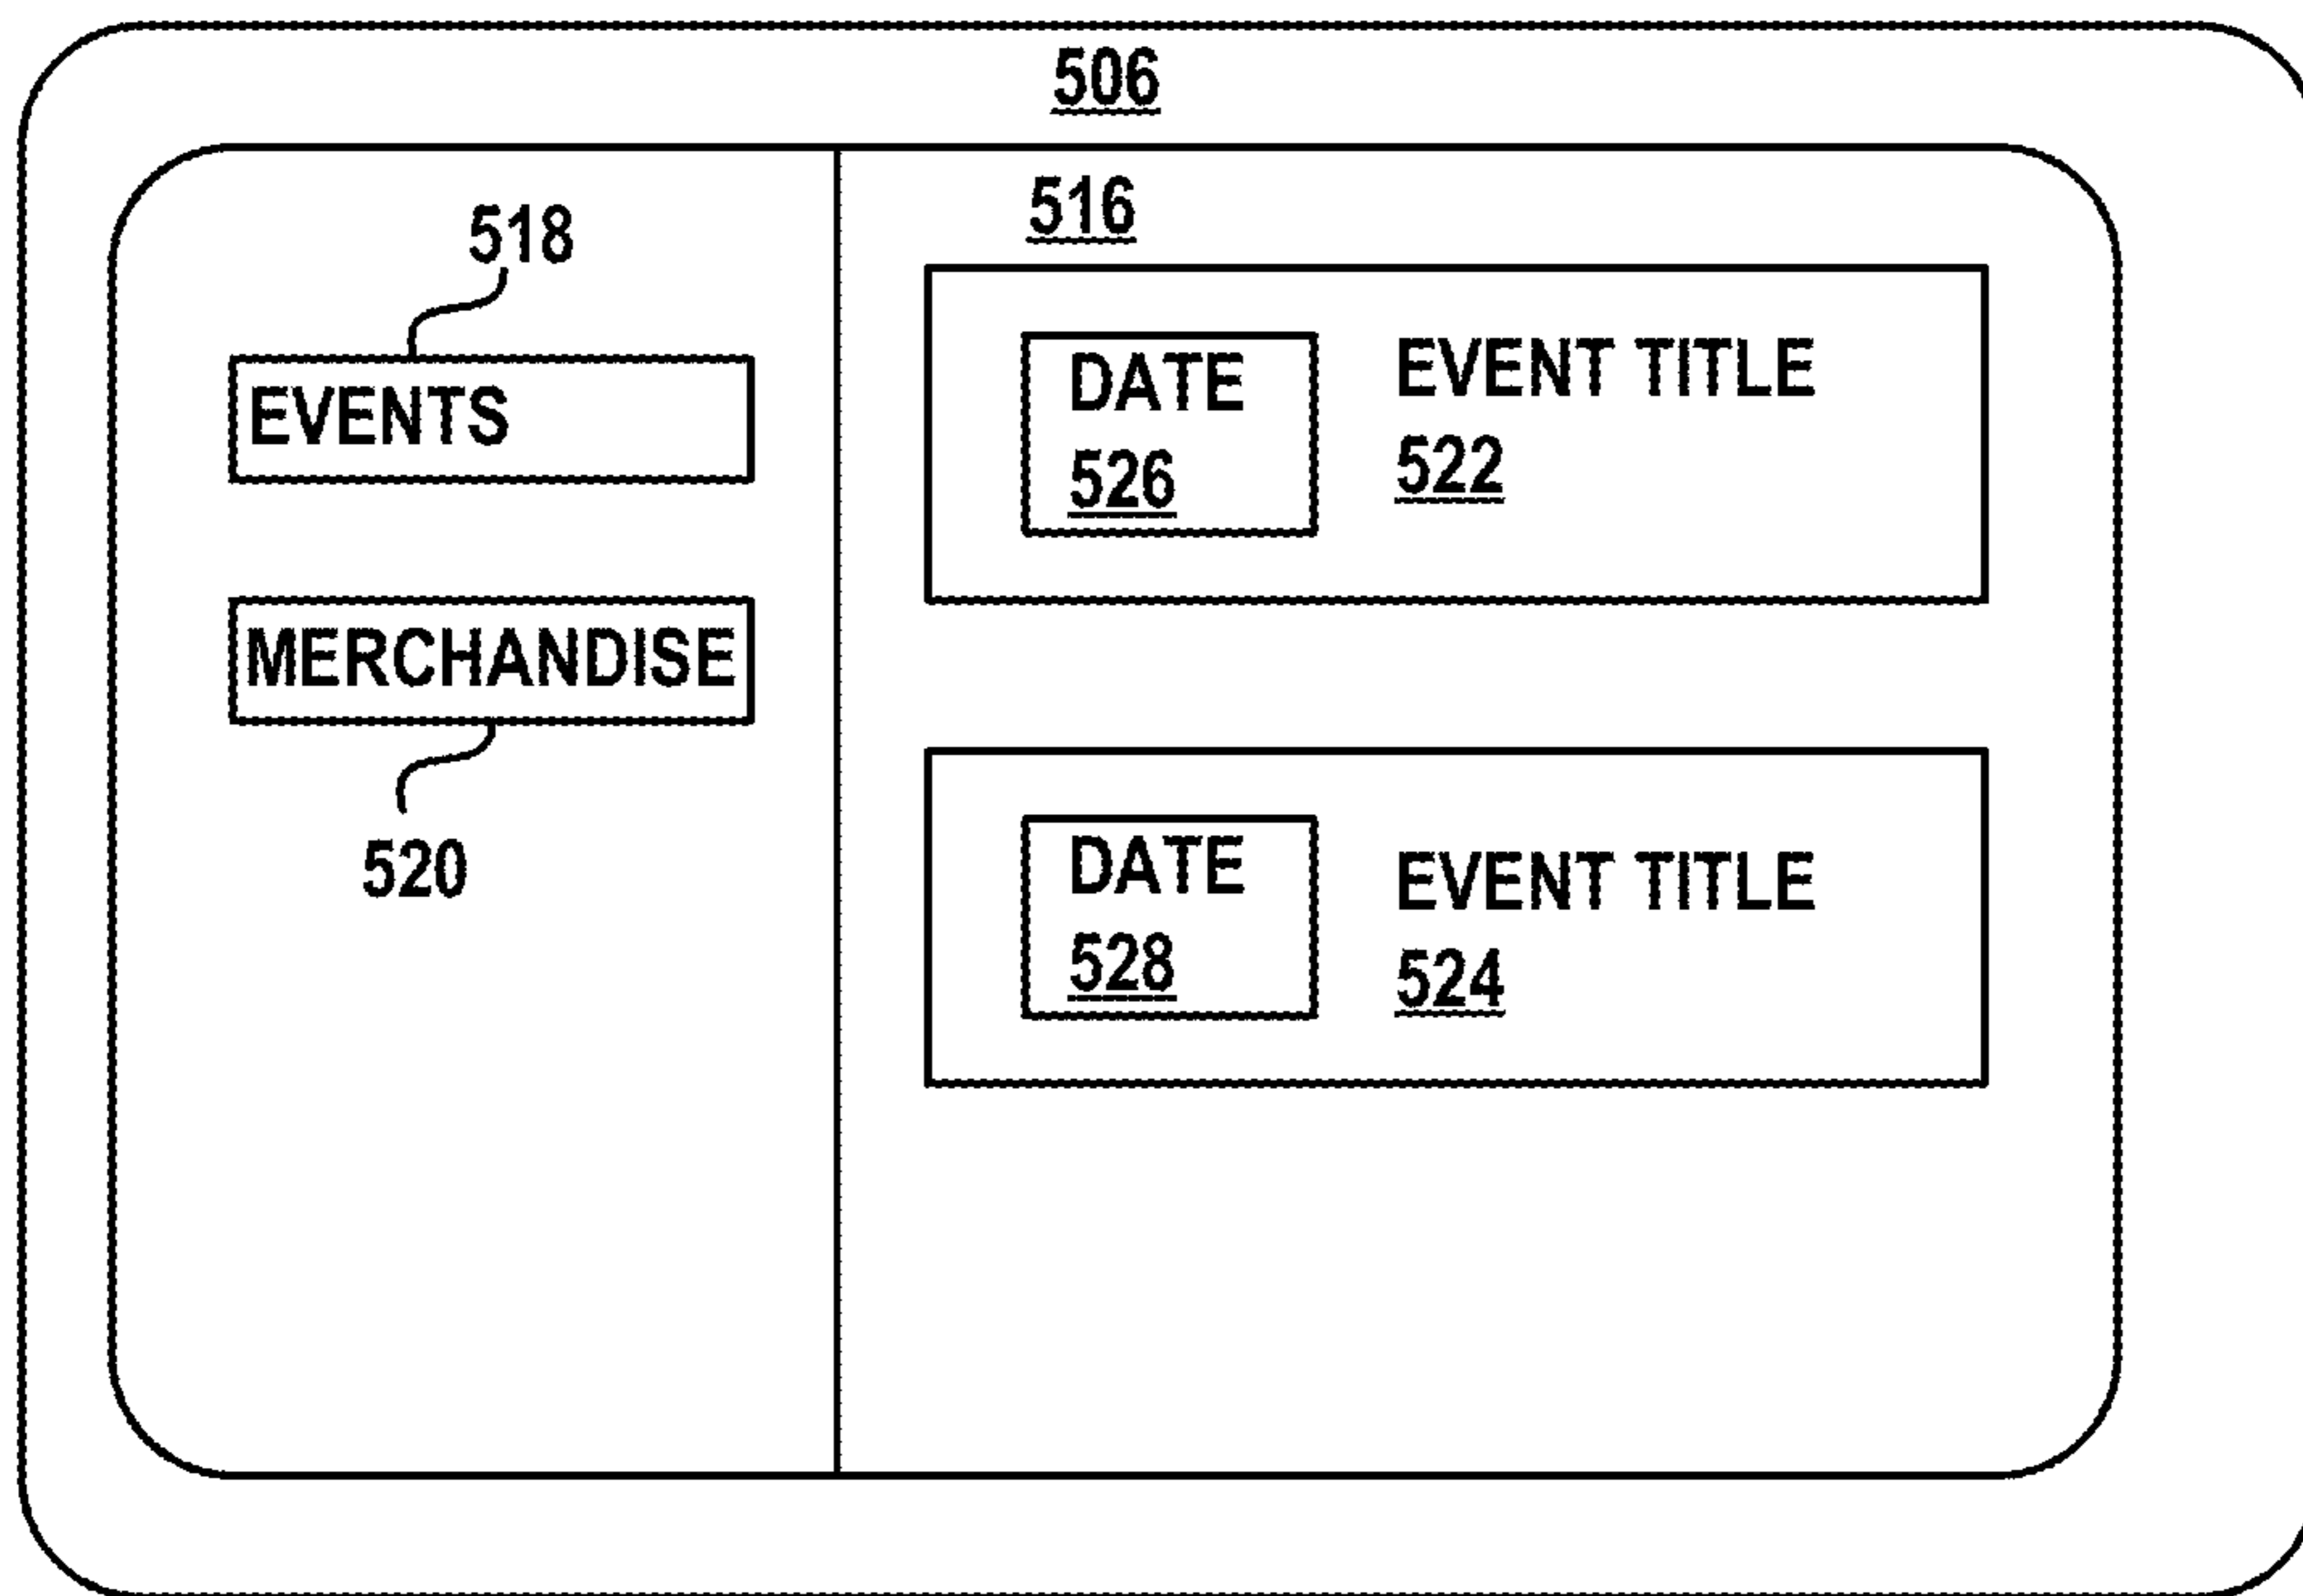 506
518
EVENTS
MERCHANDISE
520
516
DATE
526
EVENT TITLE
522
DATE
528
EVENT TITLE
524